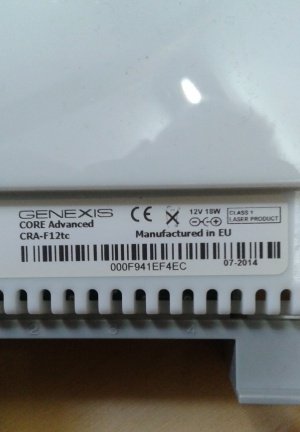 GENEXIS
CE
12V 18W
CLASS 1
LASER PRODUCT
CORE Advanced
CRA-F12tc
Manufactured in EU
000F941EF4EC
07-2014